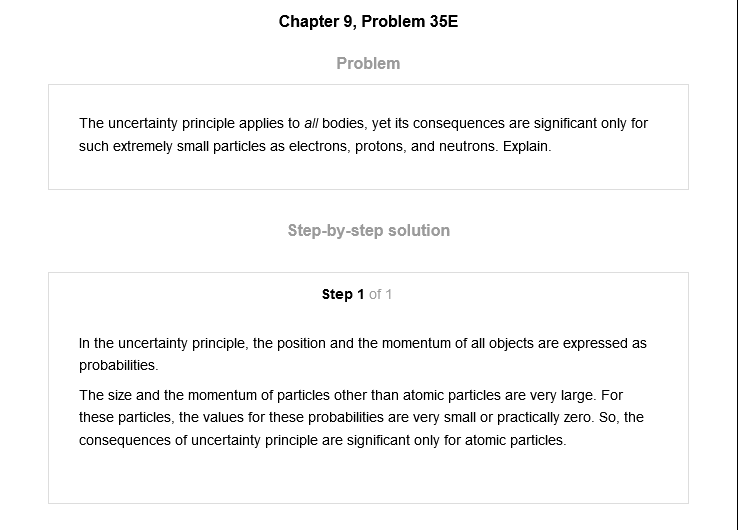 Chapter 9, Problem 35E
Problem
The uncertainty principle applies to all bodies, yet its consequences are significant only for
such extremely small particles as electrons, protons, and neutrons. Explain.
Step-by-step solution
Step 1 of 1
In the uncertainty principle, the position and the momentum of all objects are expressed as
probabilities.
The size and the momentum of particles other than atomic particles are very large. For
these particles, the values for these probabilities are very small or practically zero. So, the
consequences of uncertainty principle are significant only for atomic particles.